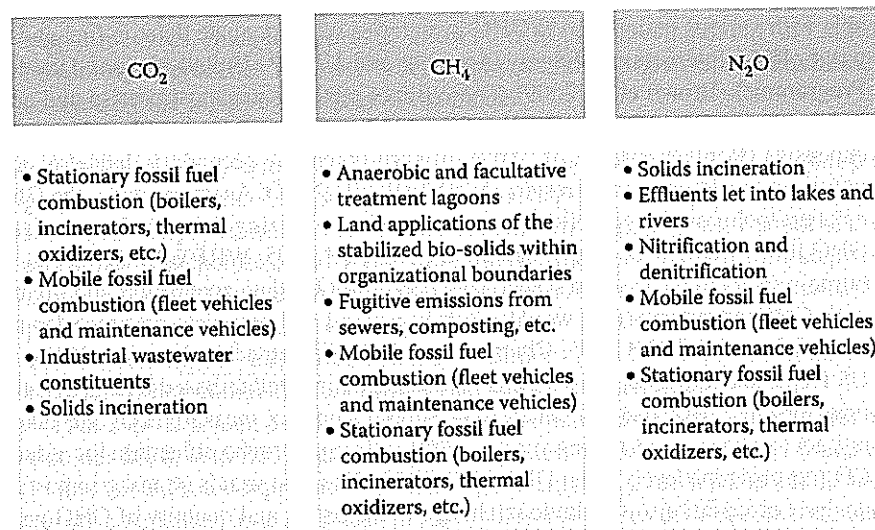 CO₂
• Stationary fossil fuel
combustion (boilers,
incinerators, thermal
oxidizers, etc.)
• Mobile fossil fuel
combustion (fleet vehicles
and maintenance vehicles)
• Industrial wastewater
constituents
• Solids incineration
CH₄
• Anaerobic and facultative
treatment lagoons
• Land applications of the
stabilized bio-solids within
organizational boundaries
• Fugitive emissions from
sewers, composting, etc.
• Mobile fossil fuel
combustion (fleet vehicles
and maintenance vehicles)
• Stationary fossil fuel
combustion (boilers,
incinerators, thermal
oxidizers, etc.)
N₂O
• Solids incineration
• Effluents let into lakes and
rivers
• Nitrification and
denitrification
• Mobile fossil fuel
combustion (fleet vehicles
and maintenance vehicles)
• Stationary fossil fuel
combustion (boilers,
incinerators, thermal
oxidizers, etc.)